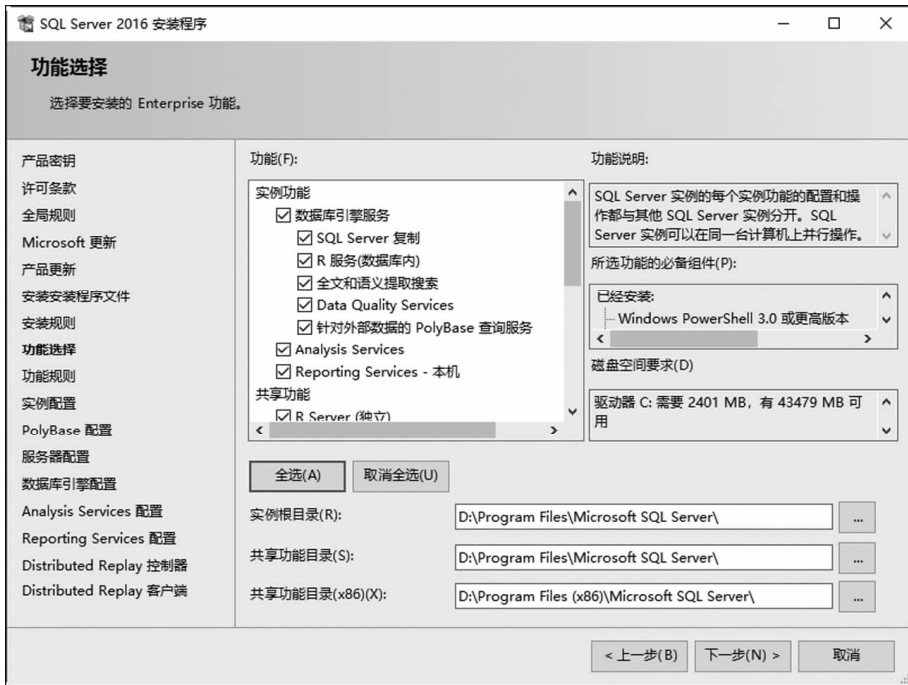 SQL Server 2016 安装程序
功能选择
选择要安装的 Enterprise 功能。
产品密钥
许可条款
全局规则
Microsoft 更新
产品更新
安装安装程序文件
安装规则
功能选择
功能规则
实例配置
PolyBase 配置
服务器配置
数据库引擎配置
Analysis Services 配置
Reporting Services 配置
Distributed Replay 控制器
Distributed Replay 客户端
功能(F):
实例功能
数据库引擎服务
SQL Server 复制
R 服务(数据库内)
全文和语义提取搜索
Data Quality Services
针对外部数据的 PolyBase 查询服务
Analysis Services
Reporting Services - 本机
共享功能
R Server (独立)
功能说明:
SQL Server 实例的每个实例功能的配置和操
作都与其他 SQL Server 实例分开。SQL
Server 实例可以在同一台计算机上并行操作。
所选功能的必备组件(P):
已经安装:
Windows PowerShell 3.0 或更高版本
磁盘空间要求(D)
驱动器 C: 需要 2401 MB，有 43479 MB 可
用
全选(A)
取消全选(U)
实例根目录(R):
D:\Program Files\Microsoft SQL Server\
...
共享功能目录(S):
D:\Program Files\Microsoft SQL Server\
...
共享功能目录(x86)(X):
D:\Program Files (x86)\Microsoft SQL Server\
...
< 上一步(B)
下一步(N) >
取消